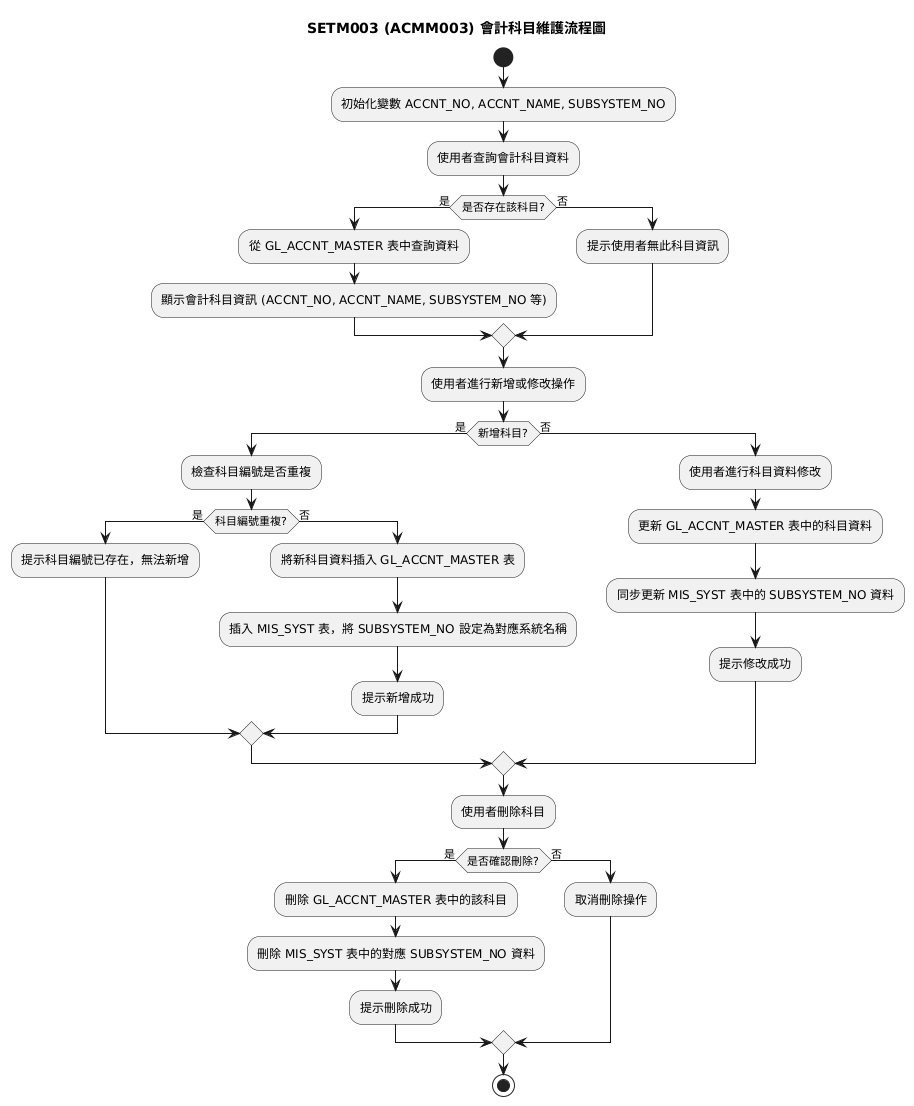 SETM003 (ACMM003) 會計科目維護流程圖
初始化變數 ACCNT_NO, ACCNT_NAME, SUBSYSTEM_NO
使用者查詢會計科目資料
是
是否存在該科目?
否
從 GL_ACCNT_MASTER 表中查詢資料
提示使用者無此科目資訊
顯示會計科目資訊 (ACCNT_NO, ACCNT_NAME, SUBSYSTEM_NO 等)
使用者進行新增或修改操作
是
新增科目?
否
檢查科目編號是否重複
使用者進行科目資料修改
是
科目編號重複?
否
更新 GL_ACCNT_MASTER 表中的科目資料
提示科目編號已存在，無法新增
將新科目資料插入 GL_ACCNT_MASTER 表
同步更新 MIS_SYST 表中的 SUBSYSTEM_NO 資料
插入 MIS_SYST 表，將 SUBSYSTEM_NO 設定為對應系統名稱
提示修改成功
提示新增成功
使用者刪除科目
是
是否確認刪除?
否
刪除 GL_ACCNT_MASTER 表中的該科目
取消刪除操作
刪除 MIS_SYST 表中的對應 SUBSYSTEM_NO 資料
提示刪除成功